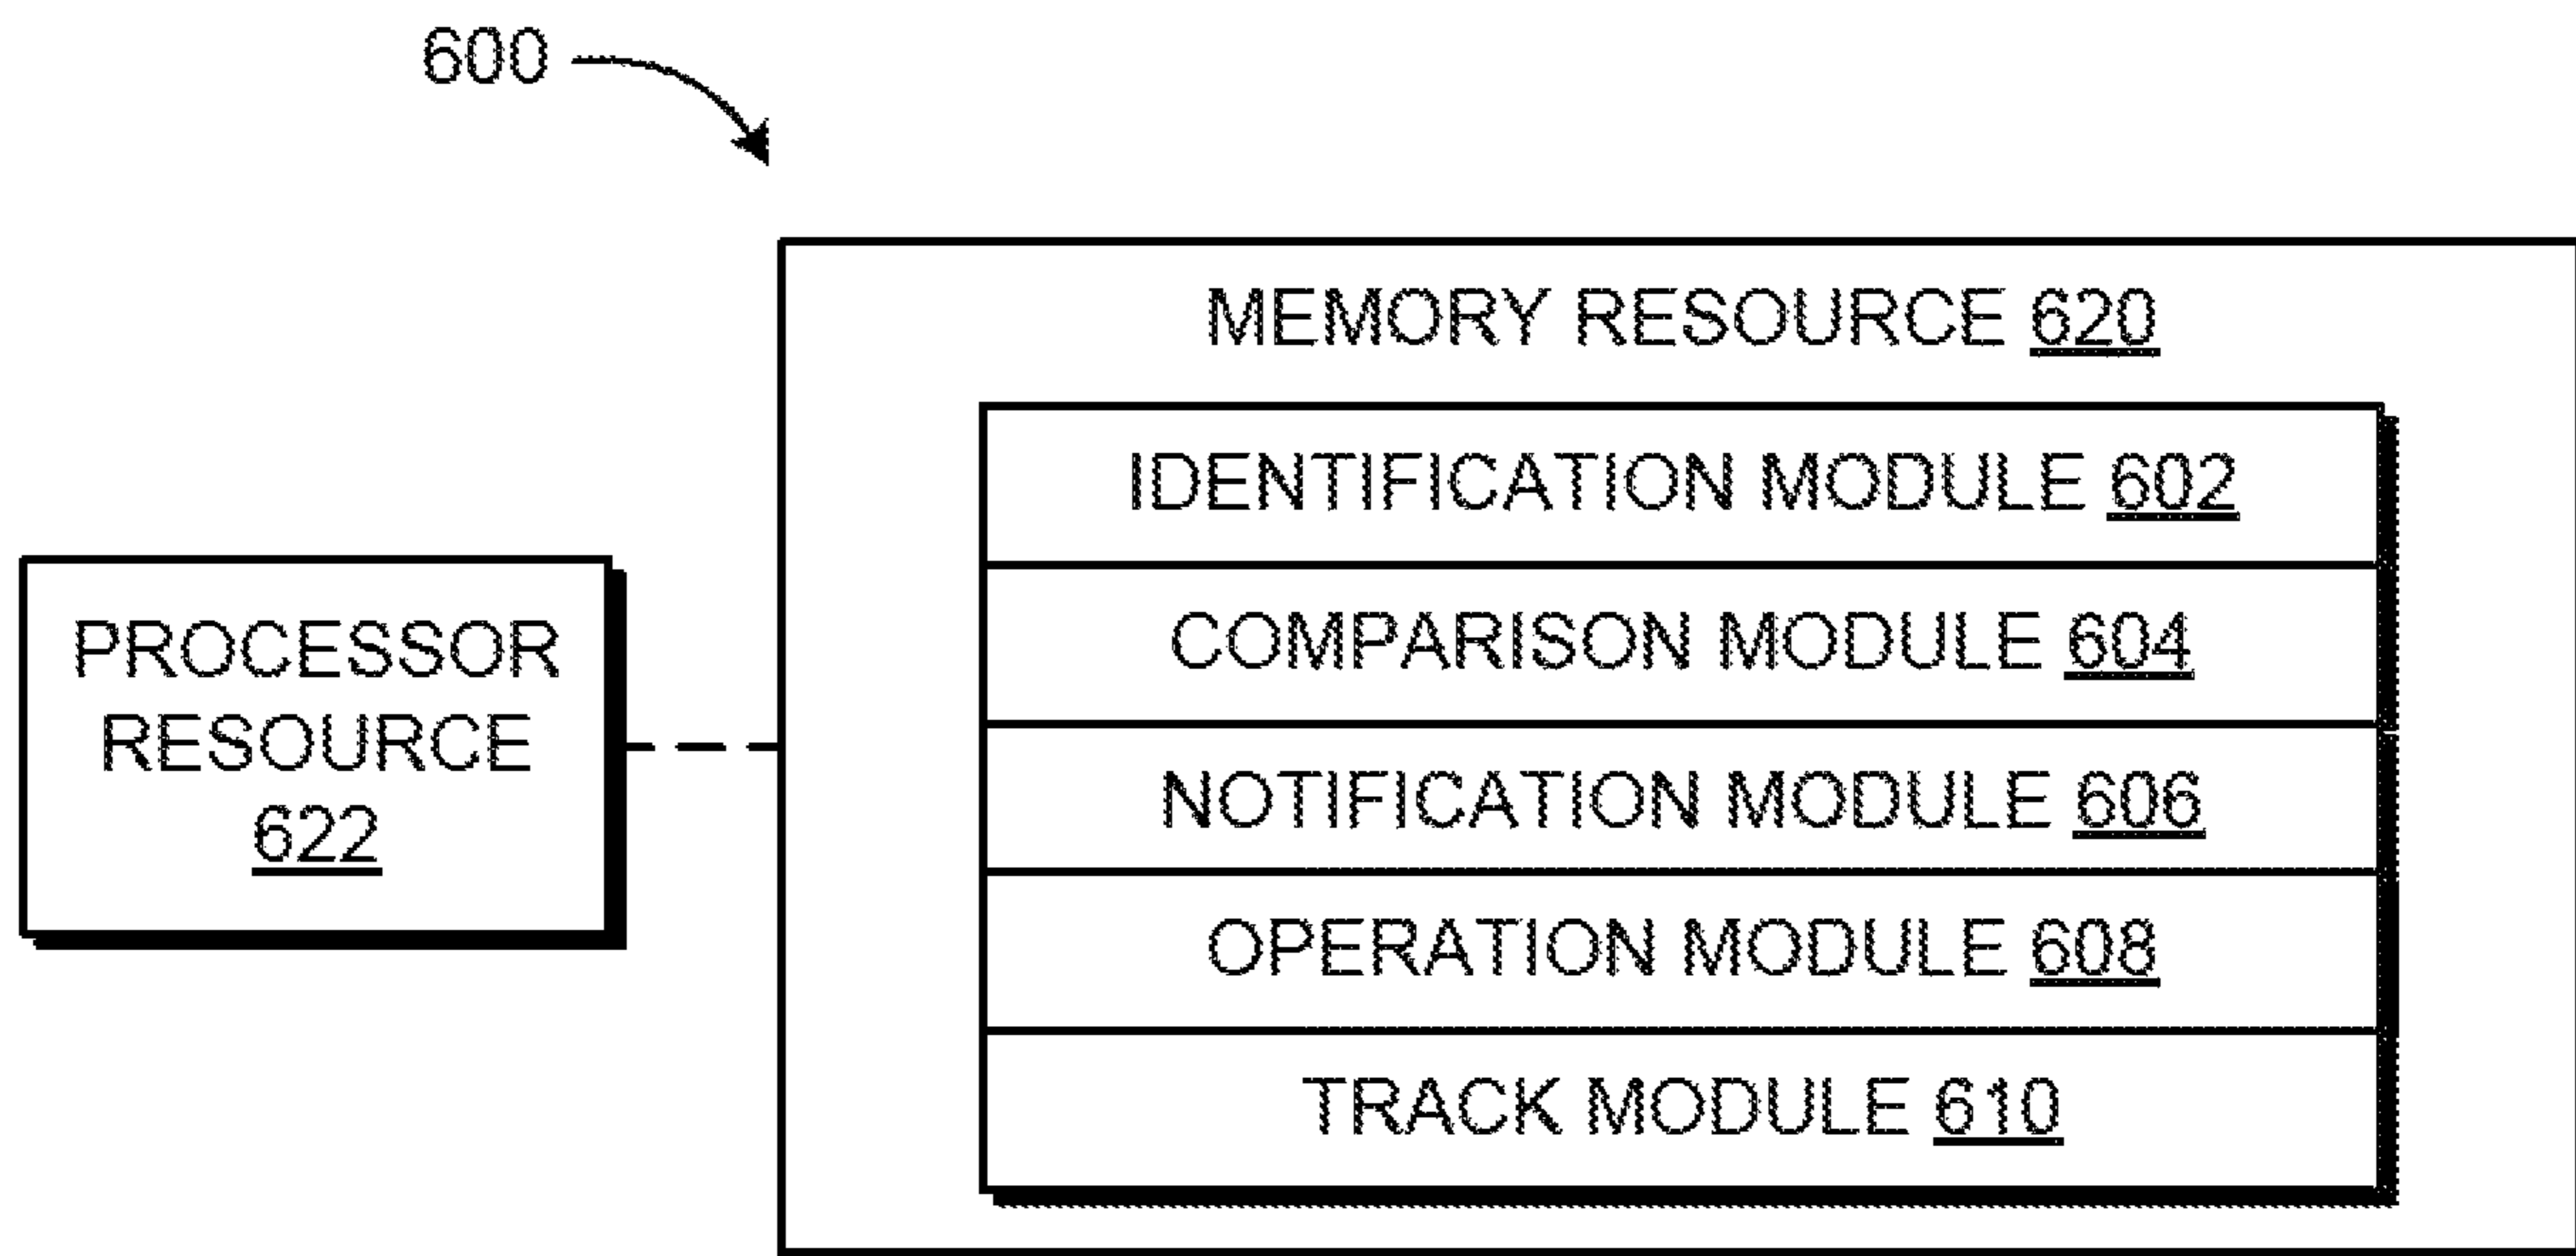 600
MEMORY RESOURCE 620
IDENTIFICATION MODULE 602
COMPARISON MODULE 604
NOTIFICATION MODULE 606
OPERATION MODULE 608
TRACK MODULE 610
PROCESSOR
RESOURCE
622